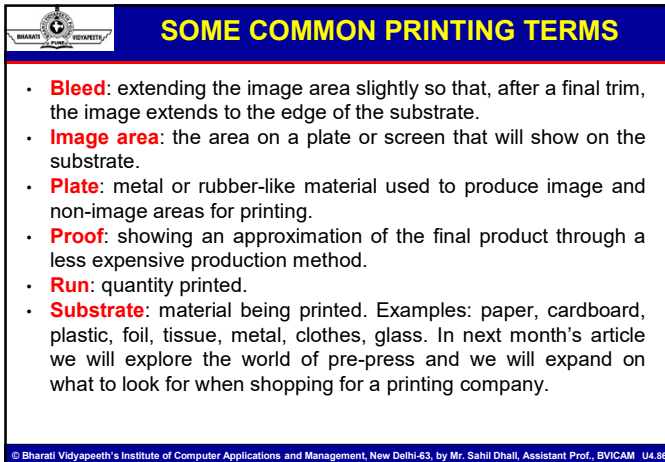 BHARATI VIDYAPEETH
PUNE
SOME COMMON PRINTING TERMS
• Bleed: extending the image area slightly so that, after a final trim,
the image extends to the edge of the substrate.
• Image area: the area on a plate or screen that will show on the
substrate.
• Plate: metal or rubber-like material used to produce image and
non-image areas for printing.
• Proof: showing an approximation of the final product through a
less expensive production method.
• Run: quantity printed.
• Substrate: material being printed. Examples: paper, cardboard,
plastic, foil, tissue, metal, clothes, glass. In next month’s article
we will explore the world of pre-press and we will expand on
what to look for when shopping for a printing company.
© Bharati Vidyapeeth’s Institute of Computer Applications and Management, New Delhi-63, by Mr. Sahil Dhall, Assistant Prof., BVICAM U4.86